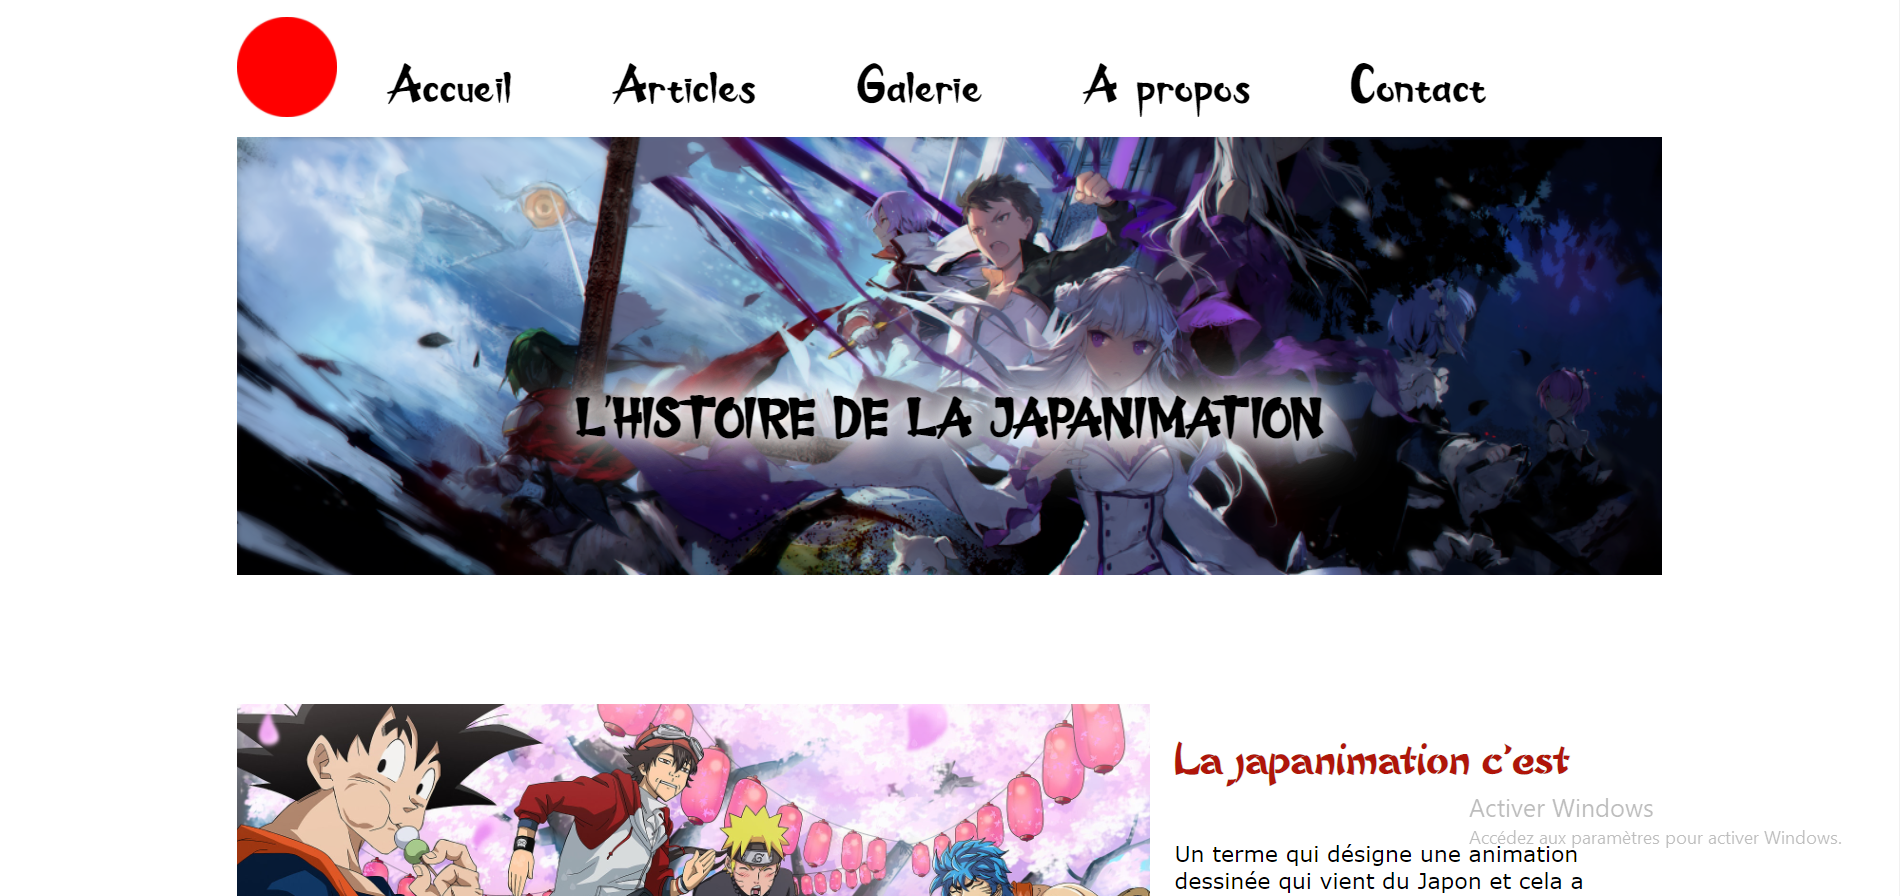 Accueil Articles Galerie A propos Contact
L'HISTOIRE DE LA JAPANIMATION
La japanimation c'est
Activer Windows
Accédez aux paramètres pour activer Windows.
Un terme qui désigne une animation
dessinée qui vient du Japon et cela a